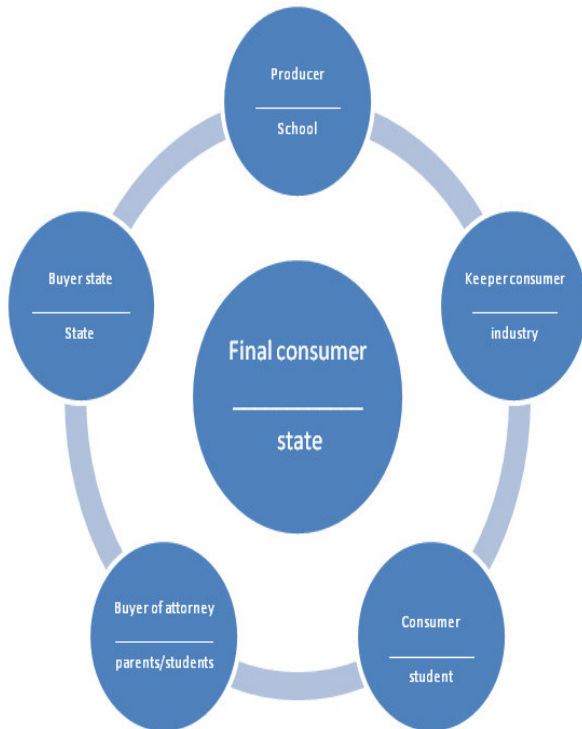 Producer
School
Buyer state
State
Keeper consumer
industry
Final consumer
state
Buyer of attorney
parents/students
Consumer
student